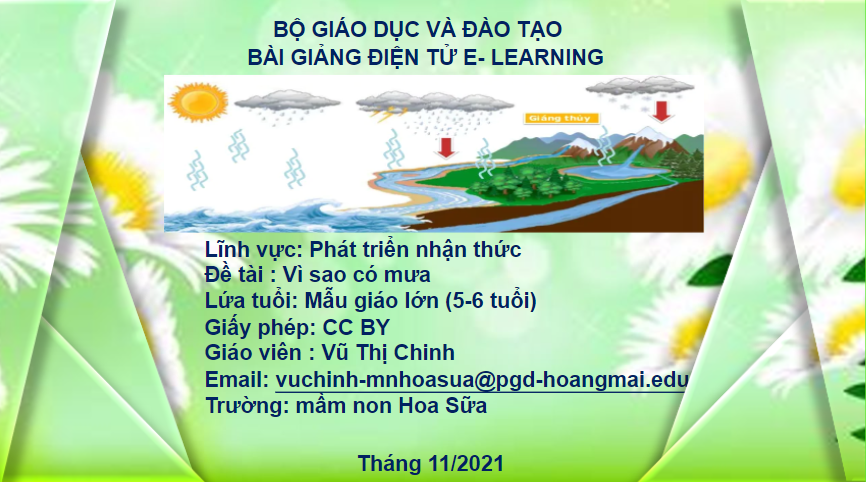 BỘ GIÁO DỤC VÀ ĐÀO TẠO
BÀI GIẢNG ĐIỆN TỬ E- LEARNING
Giáng thủy
Lĩnh vực: Phát triển nhận thức
Đề tài : Vì sao có mưa
Lứa tuổi: Mẫu giáo lớn (5-6 tuổi)
Giấy phép: CC BY
Giáo viên : Vũ Thị Chinh
Email: vuchinh-mnhoasua@pgd-hoangmai.edu
Trường: mầm non Hoa Sữa
Tháng 11/2021